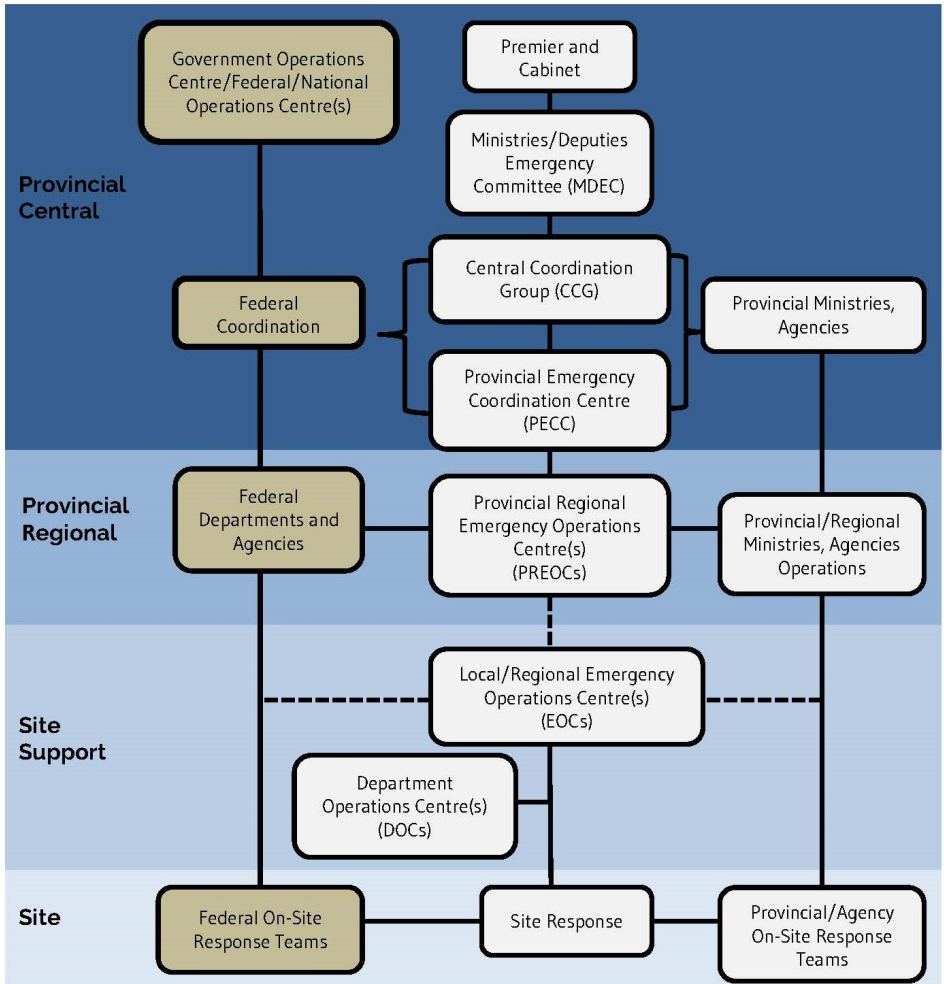 Government Operations
Centre/Federal/National
Operations Centre(s)
Premier and
Cabinet
Ministries/Deputies
Emergency
Committee (MDEC)
Provincial
Central
Central Coordination
Group (CCG)
Federal
Coordination
Provincial Ministries,
Agencies
Provincial Emergency
Coordination Centre
(PECC)
Provincial
Regional
Federal
Departments and
Agencies
Provincial Regional
Emergency Operations
Centre(s)
(PREOCs)
Provincial/Regional
Ministries, Agencies
Operations
Site
Support
Local/Regional Emergency
Operations Centre(s)
(EOCs)
Department
Operations Centre(s)
(DOCs)
Site
Federal On-Site
Response Teams
Site Response
Provincial/Agency
On-Site Response
Teams